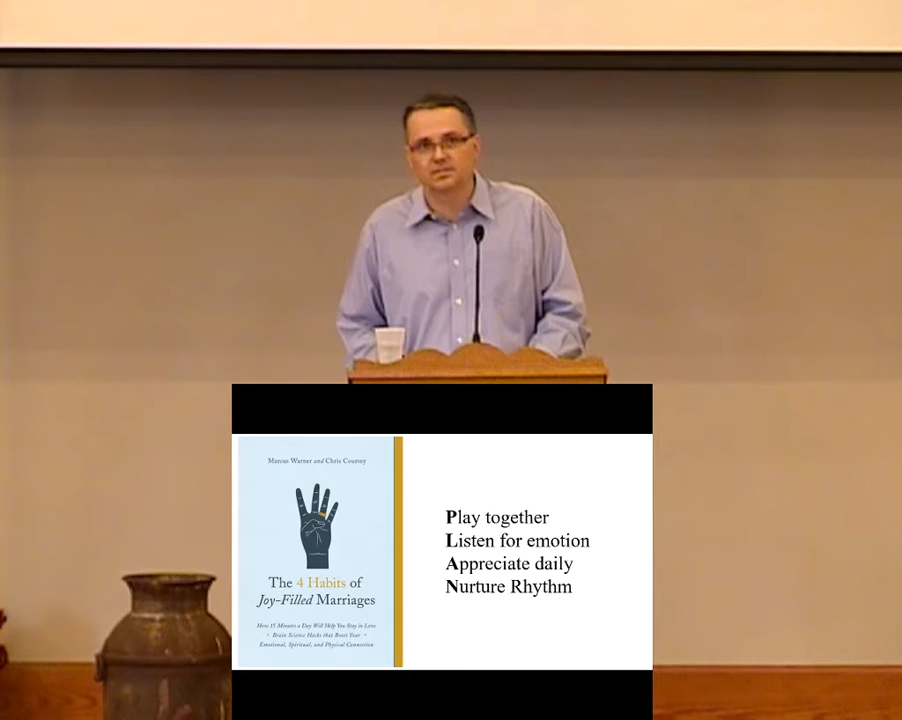 Marcus Warner and Chris Coursey
The 4 Habits of
Joy-Filled Marriages
How 15 Minutes a Day Will Help You Stay in Love
+ Brain Science Hacks that Boost Your +
Emotional, Spiritual, and Physical Connection
Play together
Listen for emotion
Appreciate daily
Nurture Rhythm